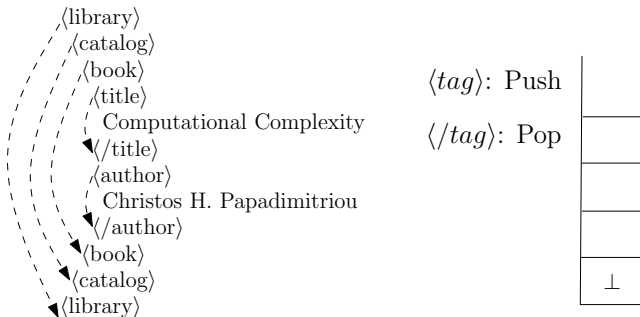 ⟨library⟩
⟨catalog⟩
⟨book⟩
⟨title⟩
Computational Complexity
⟨/title⟩
⟨author⟩
Christos H. Papadimitriou
⟨/author⟩
⟨book⟩
⟨catalog⟩
⟨library⟩
⟨tag⟩: Push
⟨/tag⟩: Pop
⊥